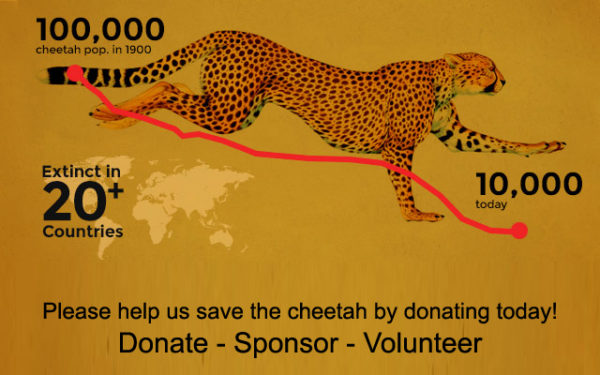 100,000
cheetah pop. in 1900
Extinct in
20+
Countries
10,000
today
Please help us save the cheetah by donating today!
Donate - Sponsor - Volunteer